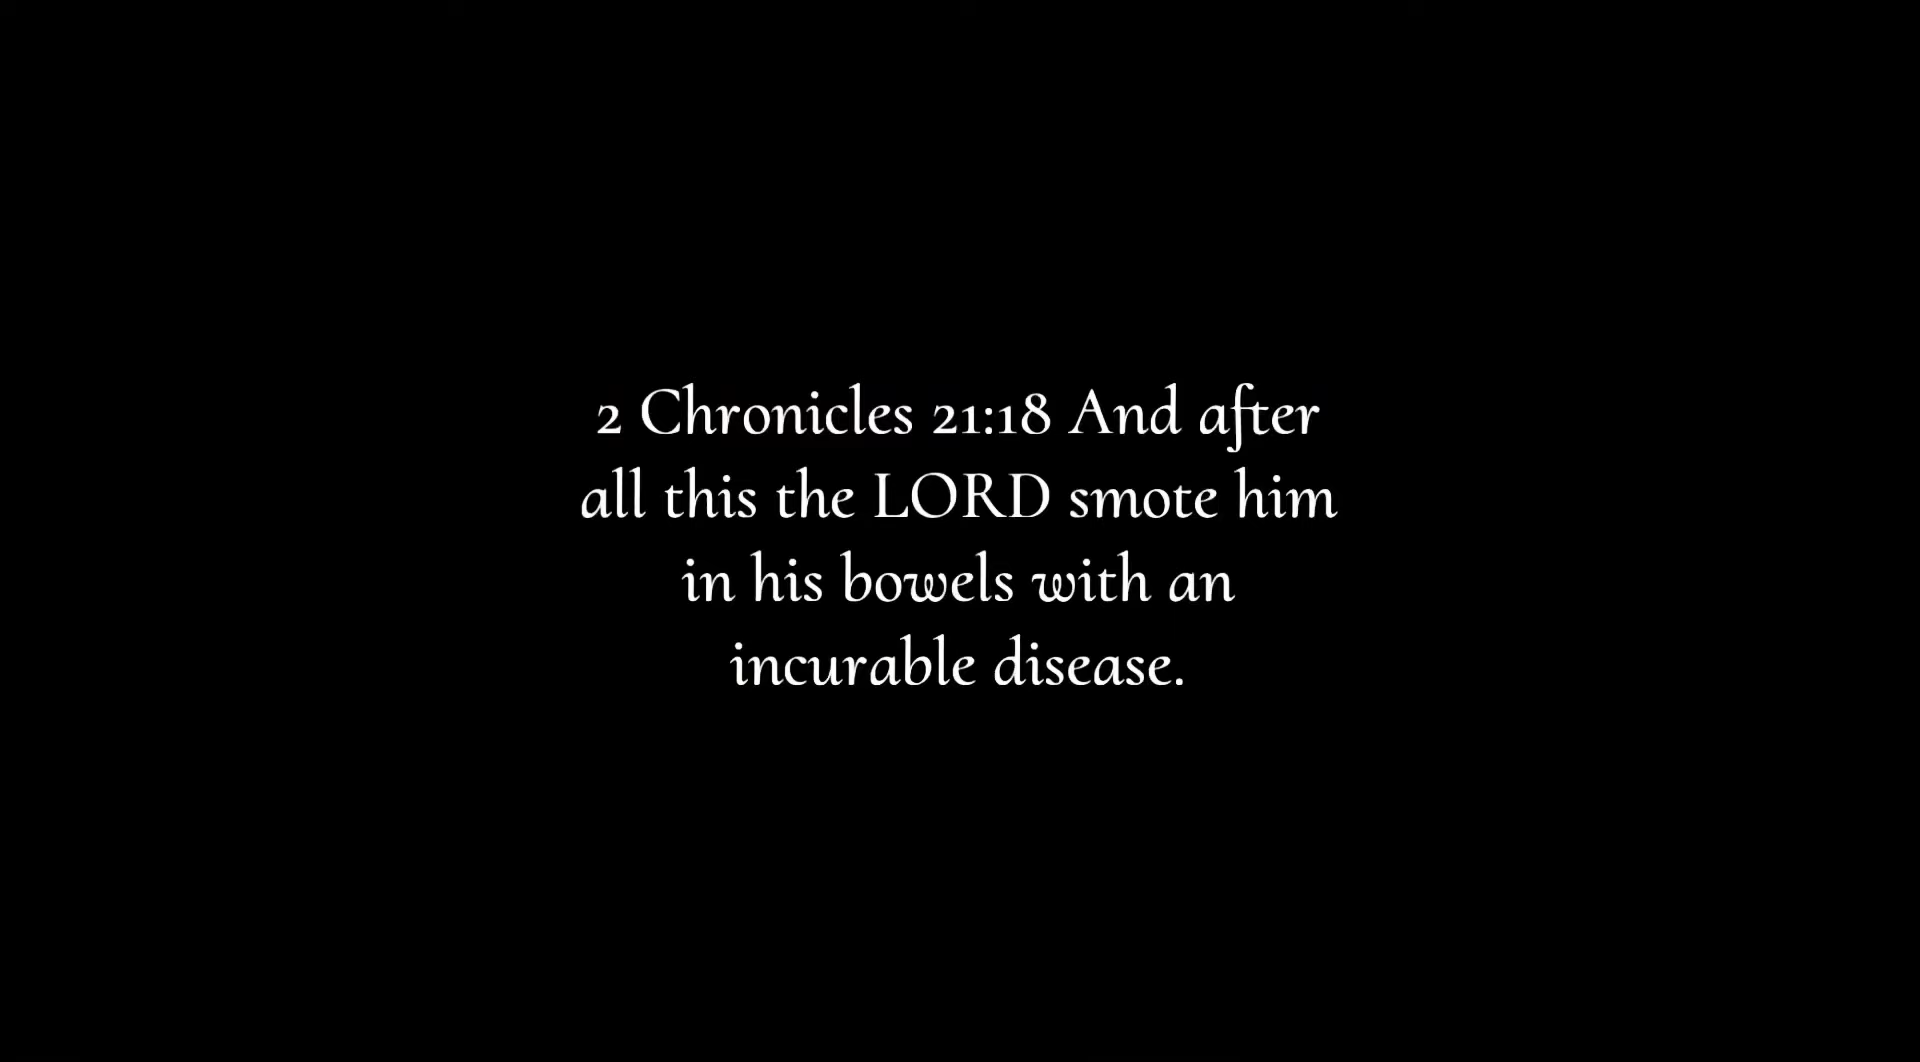 2 Chronicles 21:18 And after
all this the LORD smote him
in his bowels with an
incurable disease.